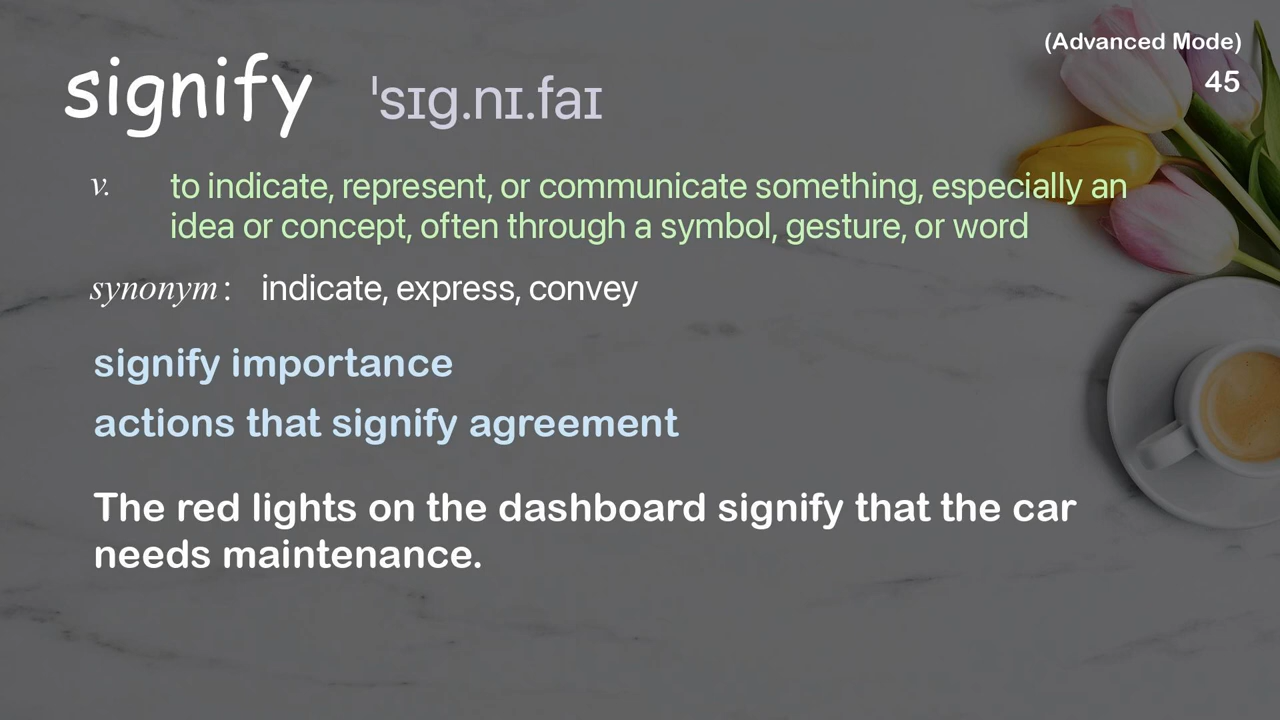 (Advanced Mode)
45
signify ˈsɪg.nɪ.faɪ
v. to indicate, represent, or communicate something, especially an
idea or concept, often through a symbol, gesture, or word
synonym: indicate, express, convey
signify importance
actions that signify agreement
The red lights on the dashboard signify that the car
needs maintenance.